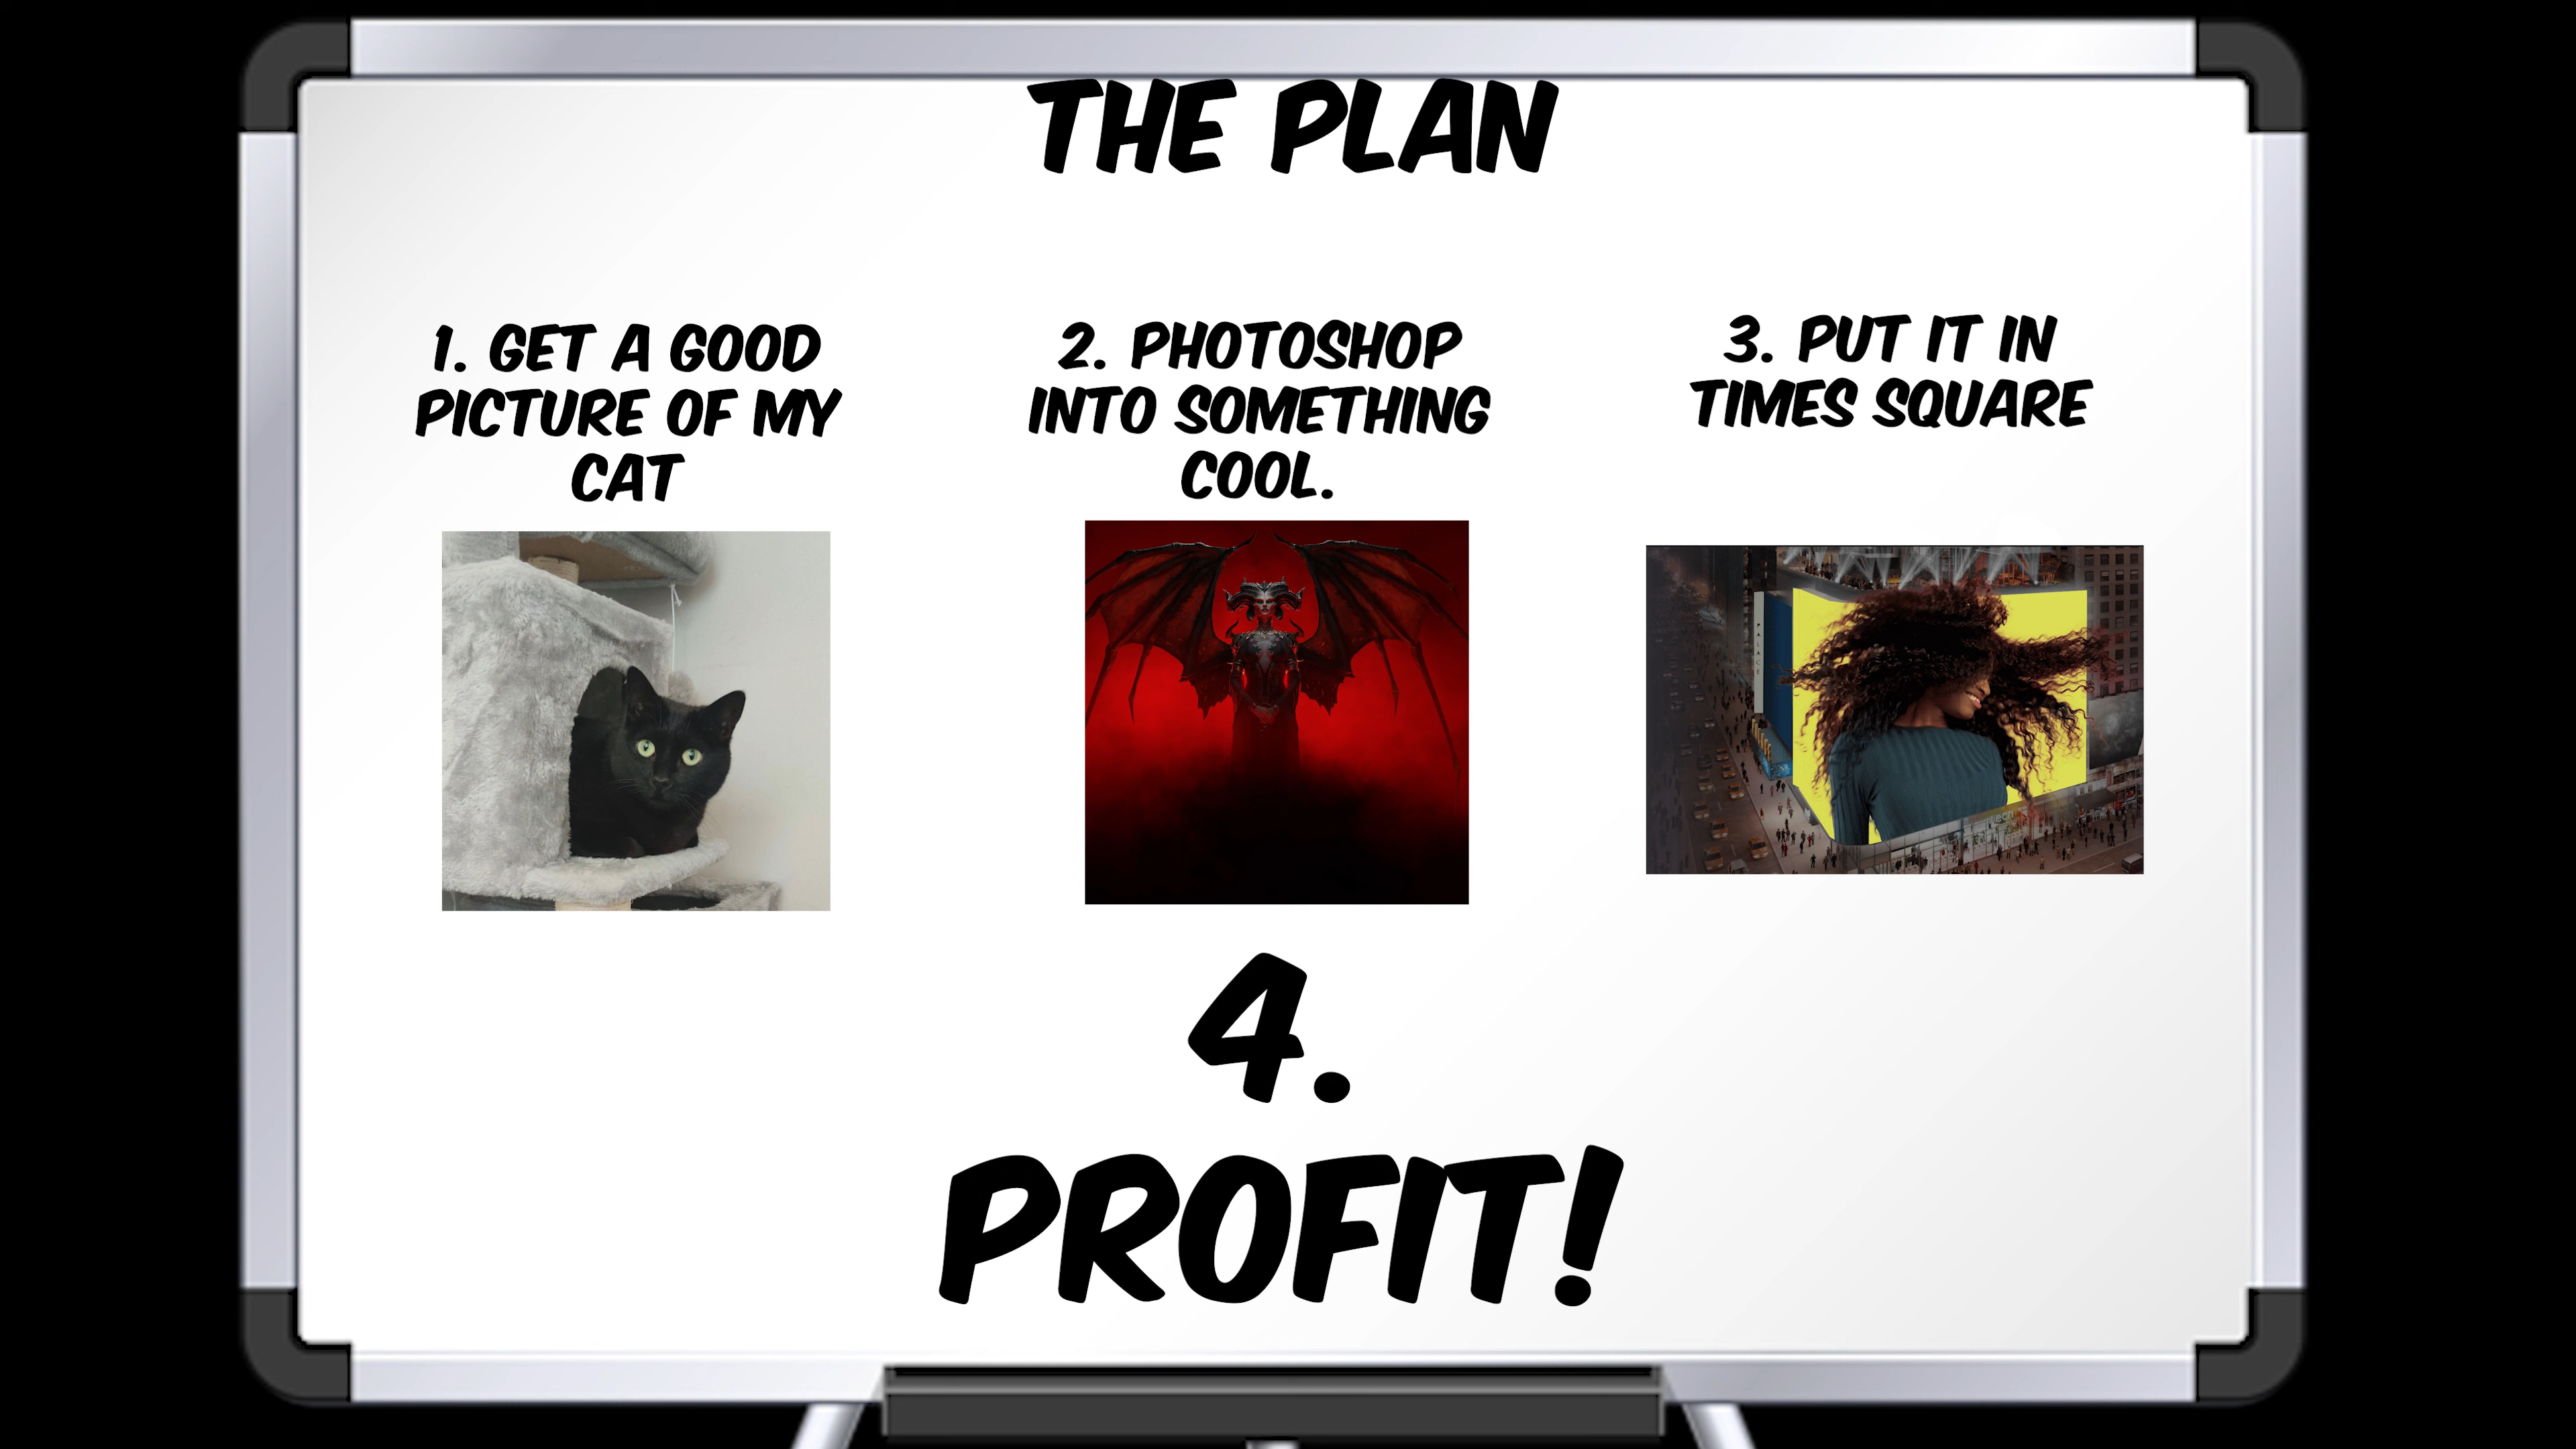 THE PLAN
1. GET A GOOD
PICTURE OF MY
CAT
2. PHOTOSHOP
INTO SOMETHING
COOL.
3. PUT IT IN
TIMES SQUARE
PALACE
4.
PROFIT!